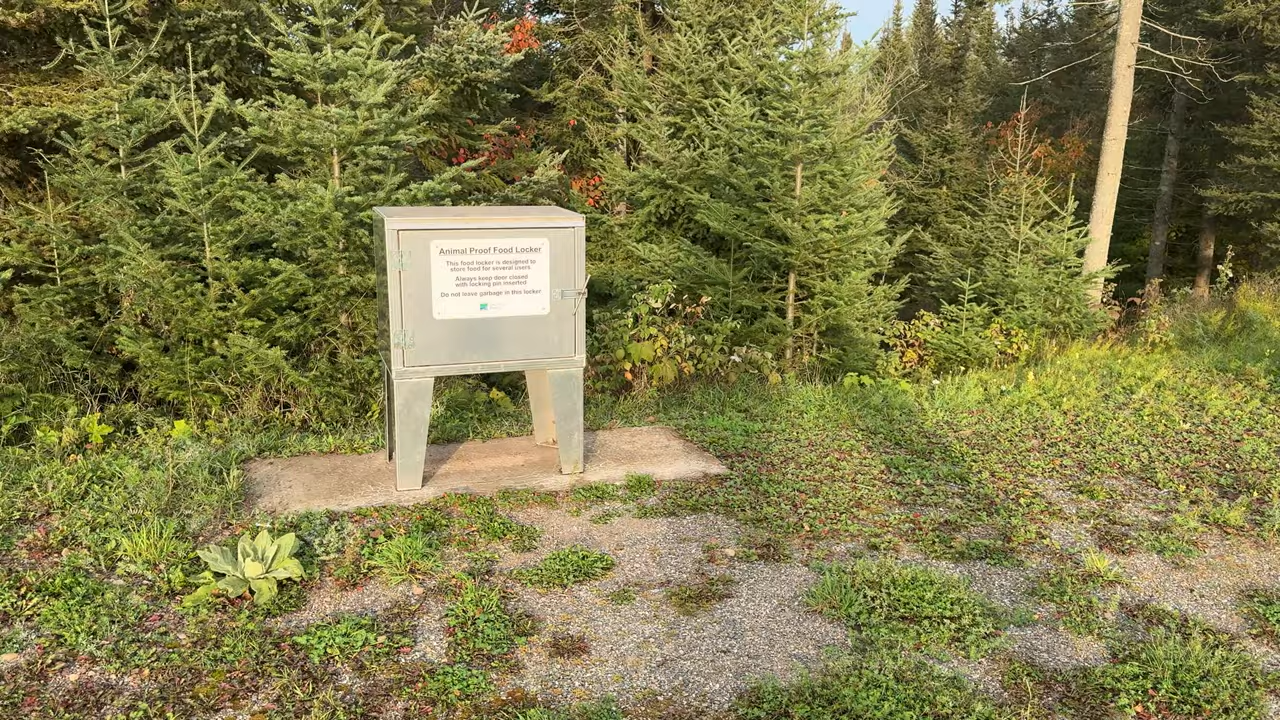 Animal Proof Food Locker
This food locker is designed to
store food for several users
Always keep door closed
with locking pin inserted
Do not leave garbage in this locker